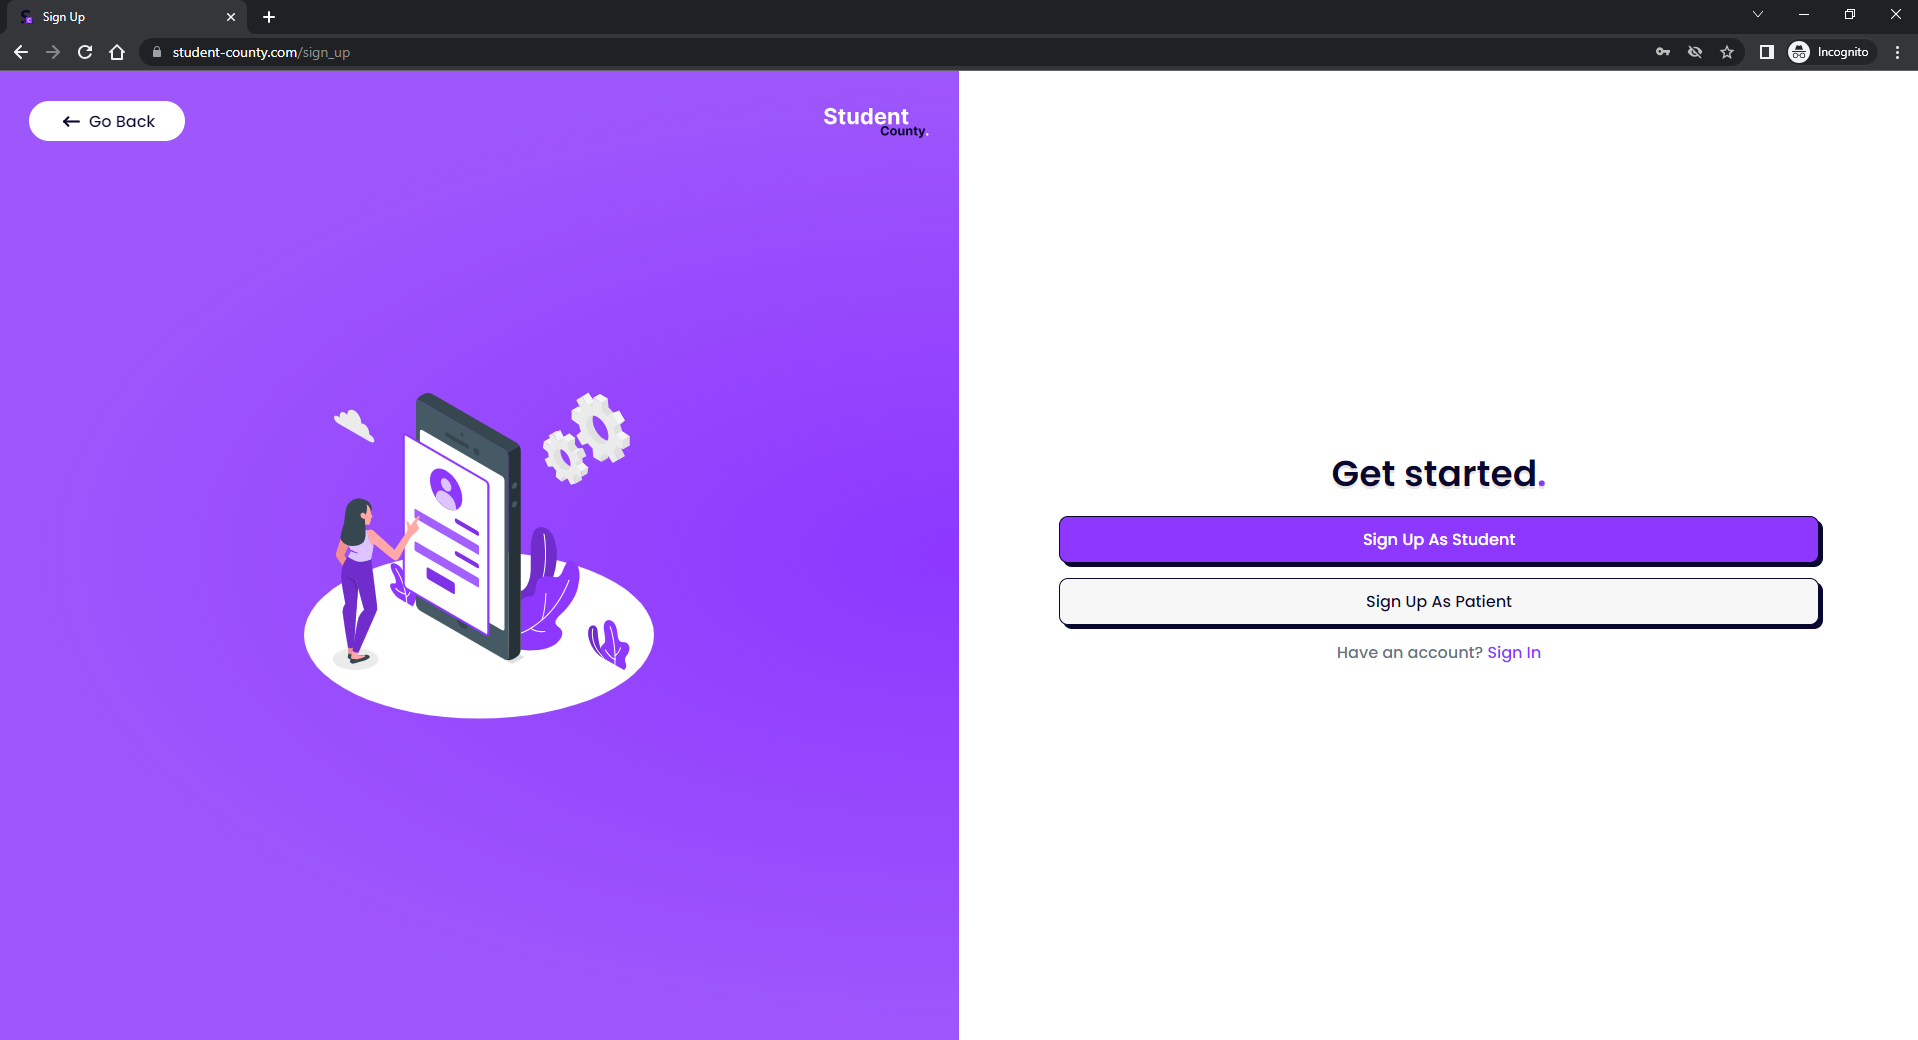 Sign Up
student-county.com/sign_up
Incognito
Go Back
Student
County.
Get started.
Sign Up As Student
Sign Up As Patient
Have an account? Sign In